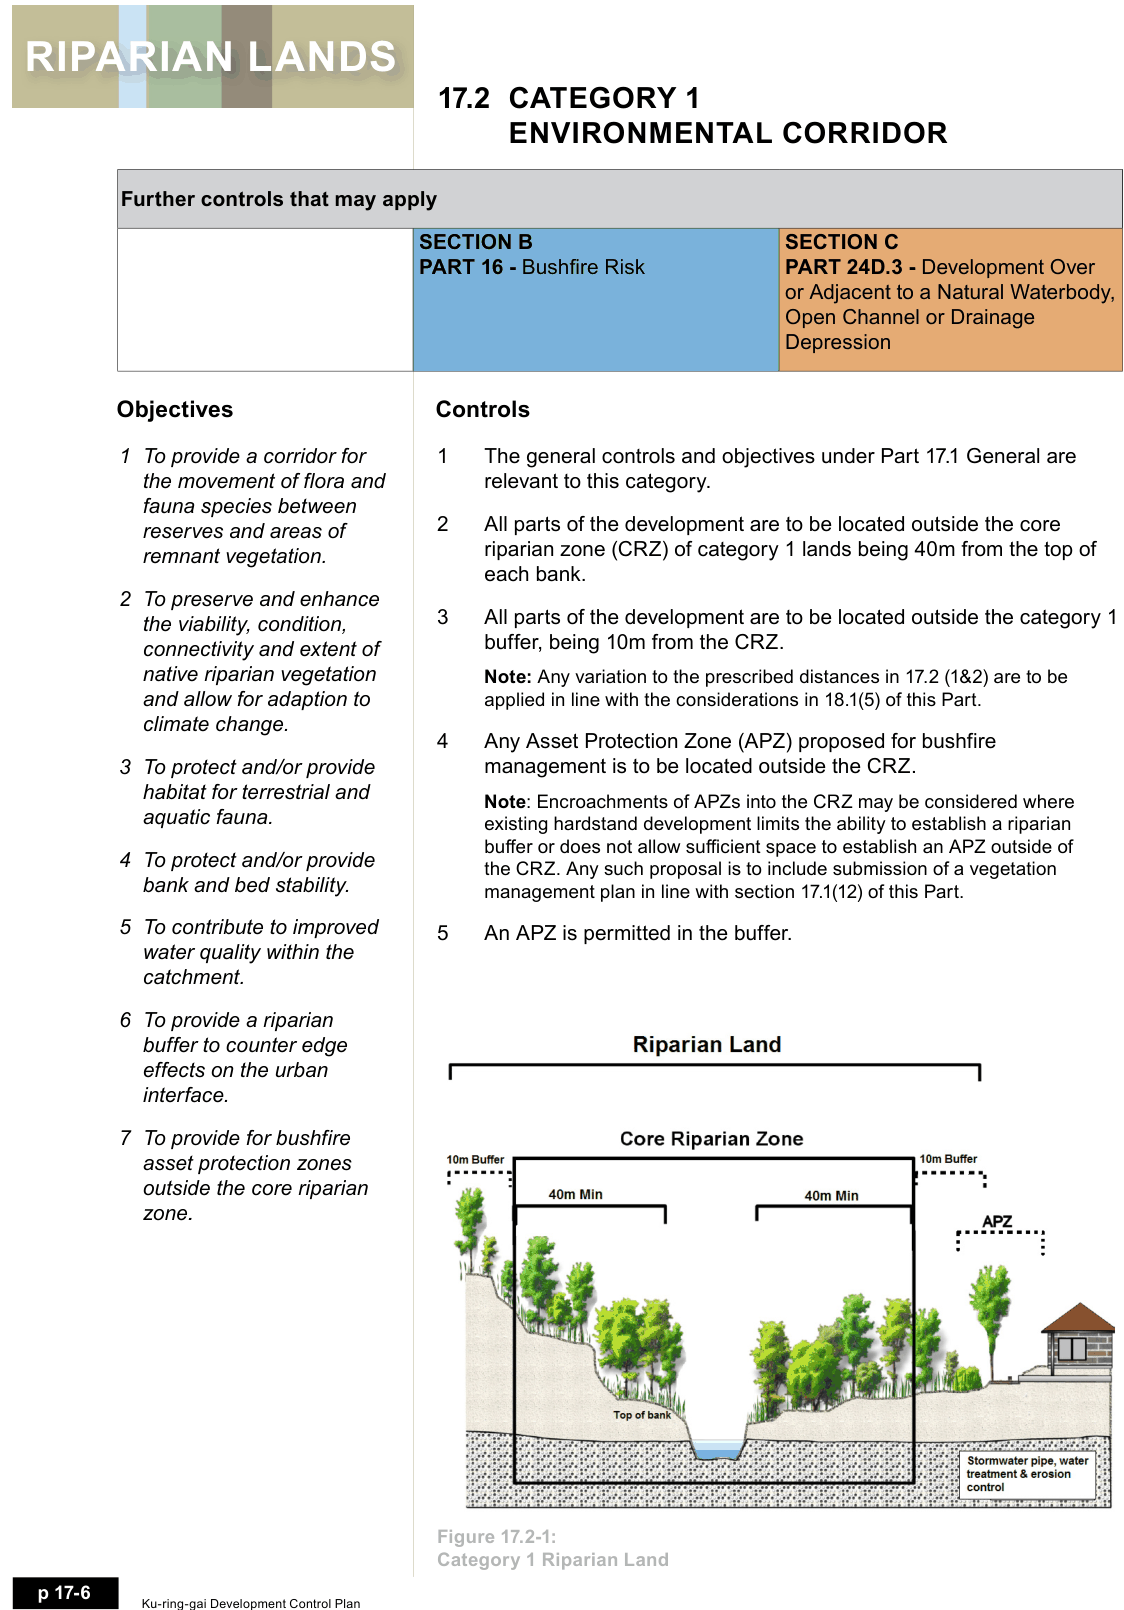 RIPARIAN LANDS
17.2 CATEGORY 1
ENVIRONMENTAL CORRIDOR
Further controls that may apply
SECTION B
PART 16 - Bushfire Risk
SECTION C
PART 24D.3 - Development Over
or Adjacent to a Natural Waterbody,
Open Channel or Drainage
Depression
Objectives
1 To provide a corridor for
the movement of flora and
fauna species between
reserves and areas of
remnant vegetation.
2 To preserve and enhance
the viability, condition,
connectivity and extent of
native riparian vegetation
and allow for adaption to
climate change.
3 To protect and/or provide
habitat for terrestrial and
aquatic fauna.
4 To protect and/or provide
bank and bed stability.
5 To contribute to improved
water quality within the
catchment.
6 To provide a riparian
buffer to counter edge
effects on the urban
interface.
7 To provide for bushfire
asset protection zones
outside the core riparian
zone.
Controls
1 The general controls and objectives under Part 17.1 General are
relevant to this category.
2 All parts of the development are to be located outside the core
riparian zone (CRZ) of category 1 lands being 40m from the top of
each bank.
3 All parts of the development are to be located outside the category 1
buffer, being 10m from the CRZ.
Note: Any variation to the prescribed distances in 17.2 (1&2) are to be
applied in line with the considerations in 18.1(5) of this Part.
4 Any Asset Protection Zone (APZ) proposed for bushfire
management is to be located outside the CRZ.
Note: Encroachments of APZs into the CRZ may be considered where
existing hardstand development limits the ability to establish a riparian
buffer or does not allow sufficient space to establish an APZ outside of
the CRZ. Any such proposal is to include submission of a vegetation
management plan in line with section 17.1(12) of this Part.
5 An APZ is permitted in the buffer.
Riparian Land
Core Riparian Zone
10m Buffer
10m Buffer
40m Min
40m Min
APZ
Top of bank
Stormwater pipe, water
treatment & erosion
control
Figure 17.2-1:
Category 1 Riparian Land
p 17-6
Ku-ring-gai Development Control Plan